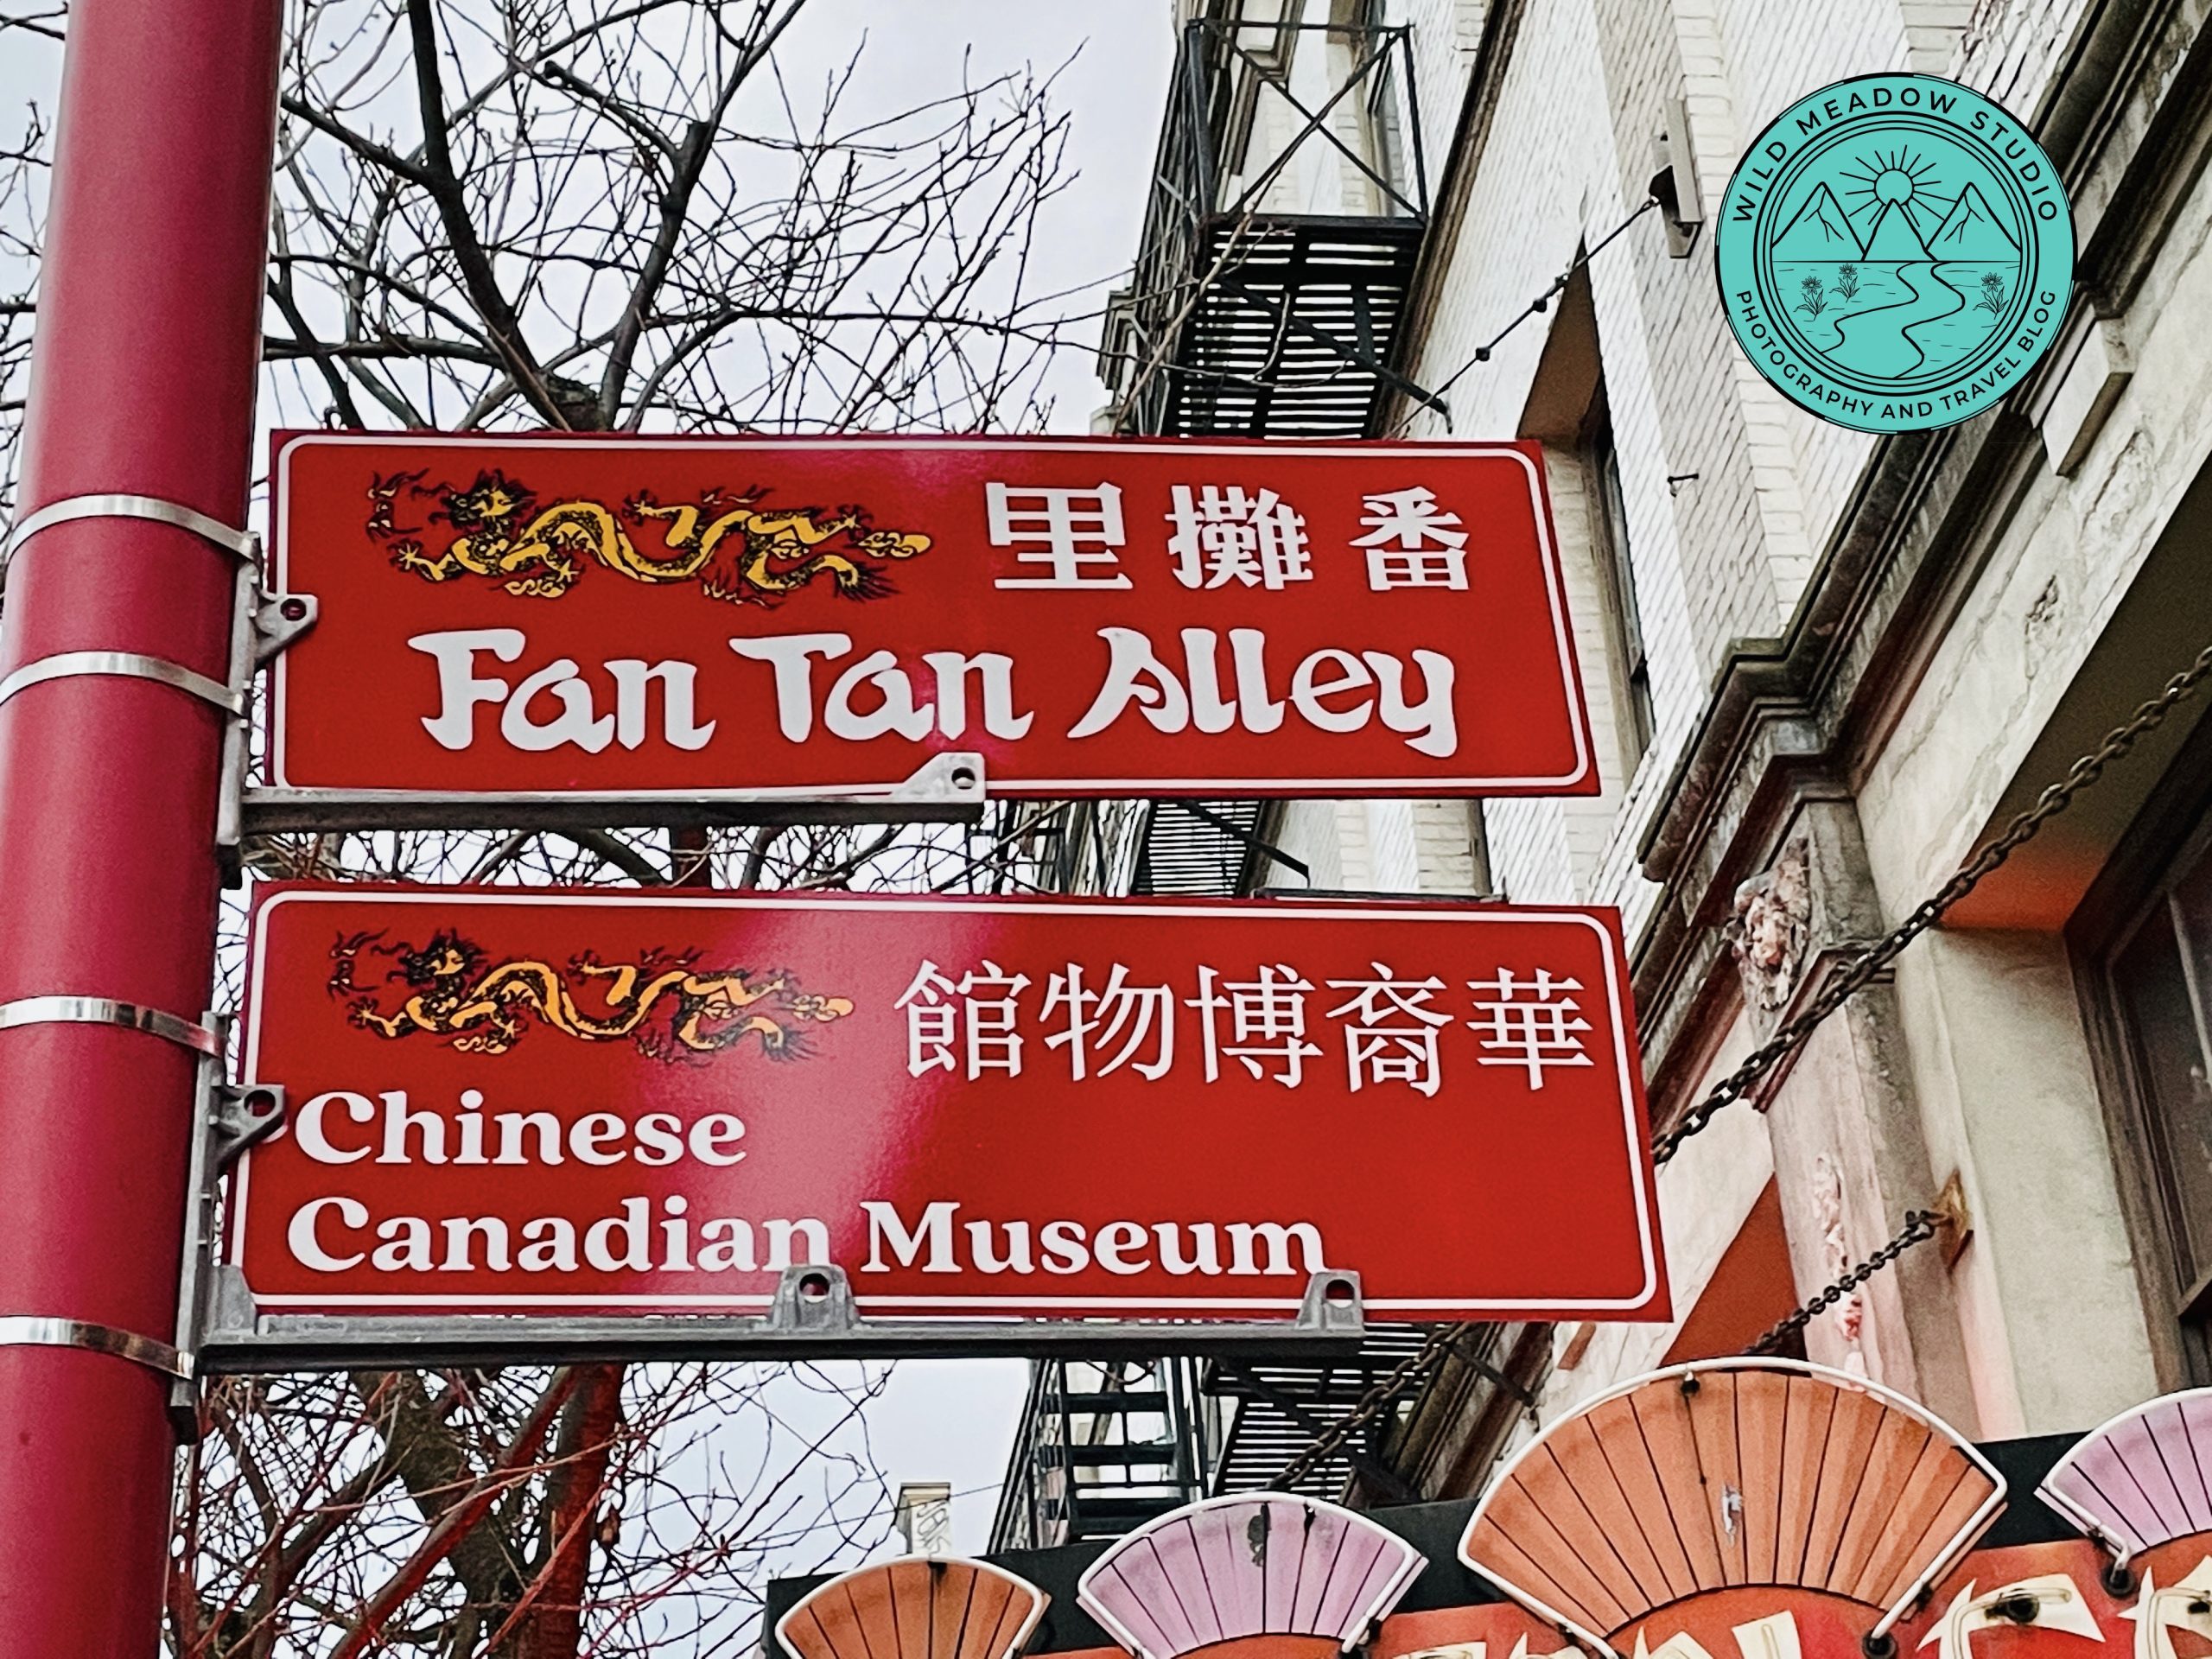 WILD MEADOW STUDIO
PHOTOGRAPHY AND TRAVEL BLOG
番攤里
Fan Tan Alley
華裔博物館
Chinese
Canadian Museum